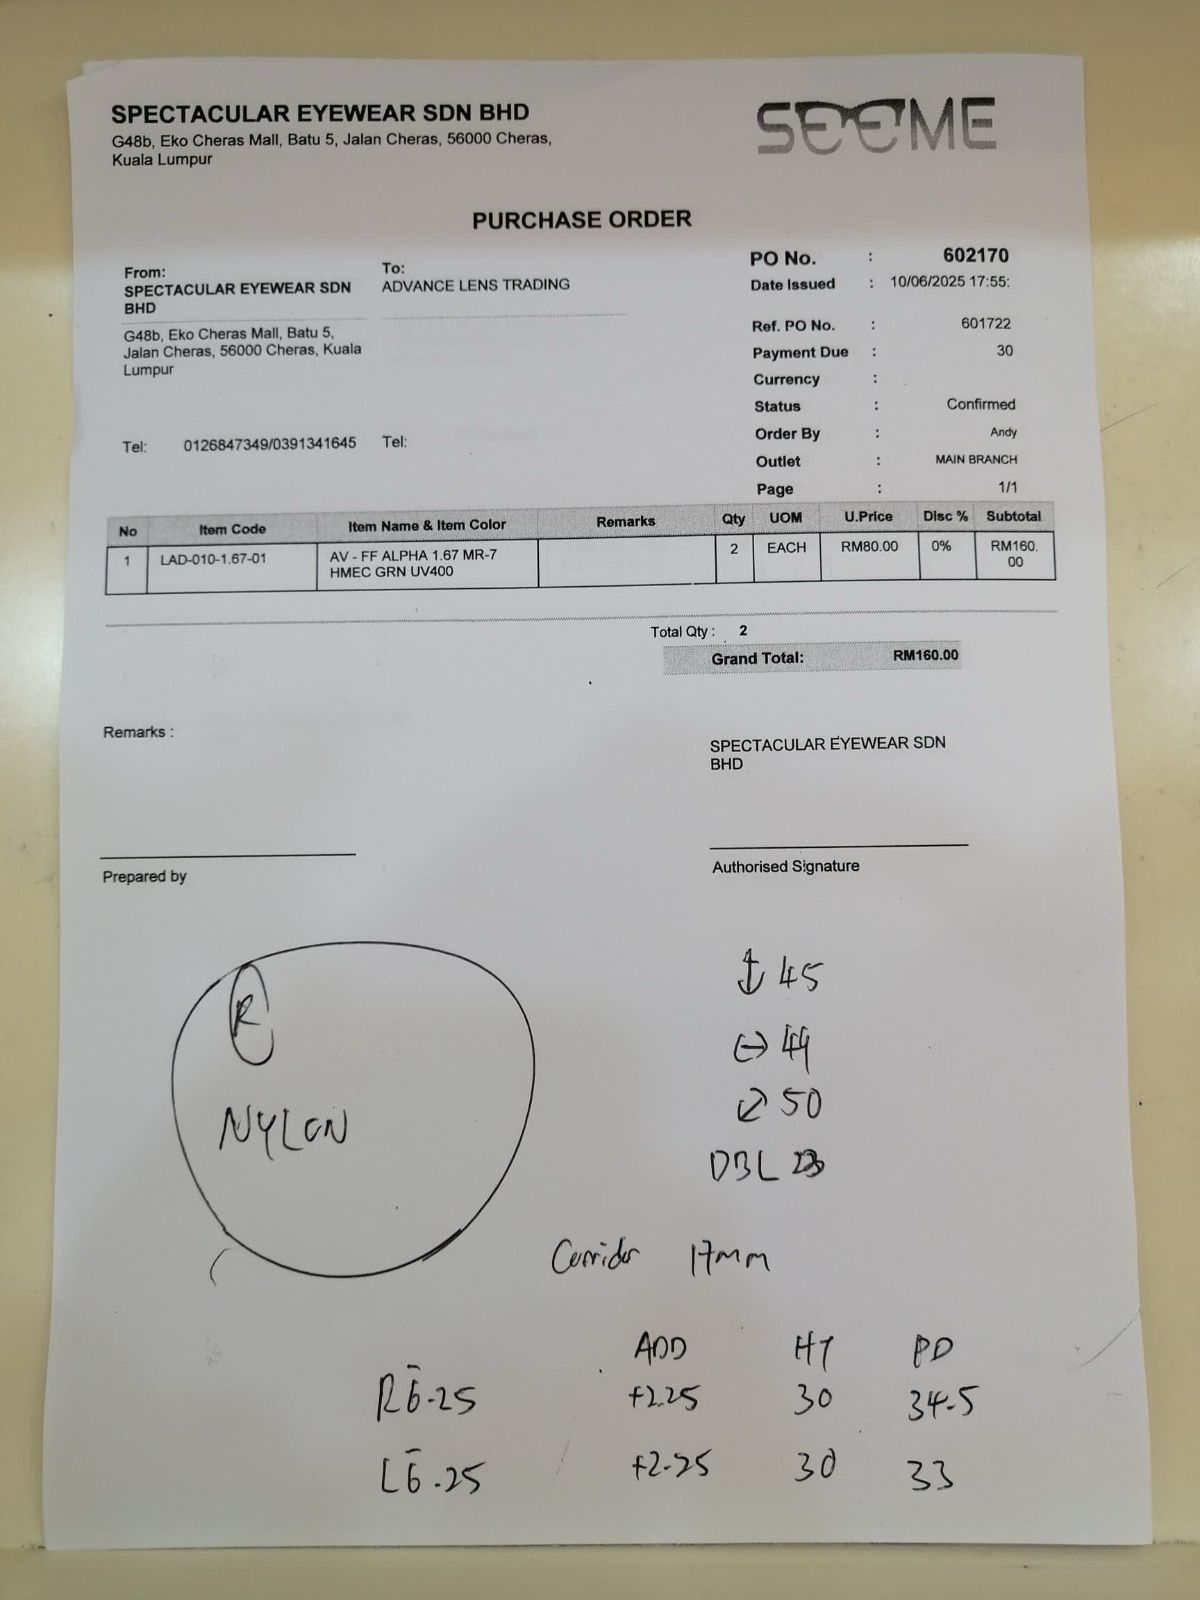 SPECTACULAR EYEWEAR SDN BHD
G48b, Eko Cheras Mall, Batu 5, Jalan Cheras, 56000 Cheras,
Kuala Lumpur
SEEME
PURCHASE ORDER
From:
SPECTACULAR EYEWEAR SDN
BHD
G48b, Eko Cheras Mall, Batu 5,
Jalan Cheras, 56000 Cheras, Kuala
Lumpur
Tel: 0126847349/0391341645
To:
ADVANCE LENS TRADING
Tel:
PO No. : 602170
Date Issued : 10/06/2025 17:55:
Ref. PO No. : 601722
Payment Due : 30
Currency :
Status : Confirmed
Order By : Andy
Outlet : MAIN BRANCH
Page : 1/1
No Item Code Item Name & Item Color Remarks Qty UOM U.Price Disc % Subtotal
1 LAD-010-1.67-01 AV - FF ALPHA 1.67 MR-7 2 EACH RM80.00 0% RM160.
HMEC GRN UV400 00
Total Qty : 2
Grand Total: RM160.00
Remarks :
SPECTACULAR EYEWEAR SDN
BHD
Prepared by
Authorised Signature
R
NYLON
↕ 45
↔ 49
⤢ 50
DBL
Corridor 17mm
ADD HT PD
R 6̄.25 +2.25 30 34.5
L 6̄.25 +2.25 30 33